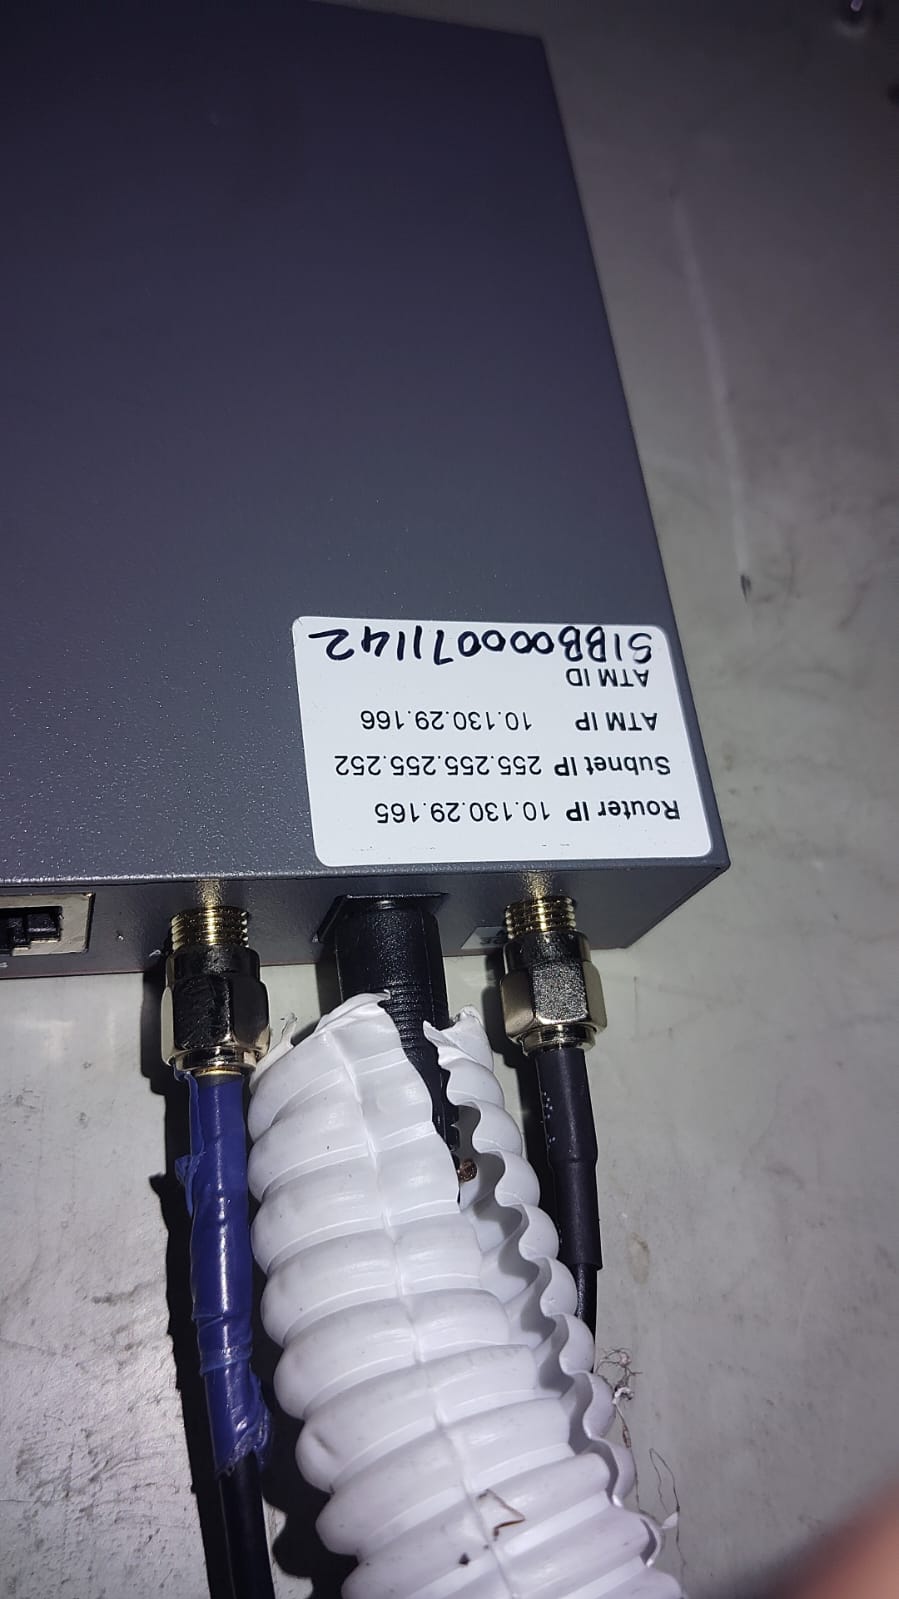 Router IP 10.130.29.165
Subnet IP 255.255.255.252
ATM IP 10.130.29.166
ATM ID
S1BB000071142